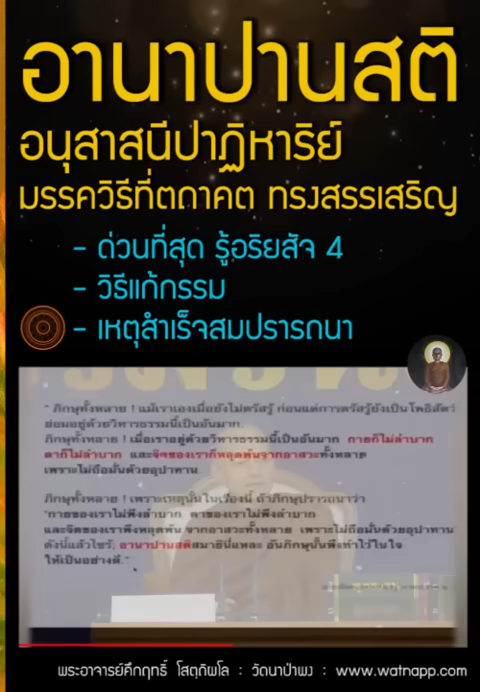 อานาปานสติ
อนุสาสนีปาฏิหาริย์
มรรควิธีที่ตถาคต ทรงสรรเสริญ
- ด่วนที่สุด รู้อริยสัจ 4
- วิธีแก้กรรม
- เหตุสำเร็จสมปรารถนา
" ภิกษุทั้งหลาย ! แม้เราเองเมื่อยังไม่ตรัสรู้ ก่อนแต่การตรัสรู้ยังเป็นโพธิสัตว์
ย่อมอยู่ด้วยวิหารธรรมนี้เป็นอันมาก.
ภิกษุทั้งหลาย ! เมื่อเราอยู่ด้วยวิหารธรรมนี้เป็นอันมาก กายก็ไม่ลำบาก
ตาก็ไม่ลำบาก และจิตของเราก็หลุดพ้นจากอาสวะทั้งหลาย
เพราะไม่ถือมั่นด้วยอุปาทาน.
ภิกษุทั้งหลาย ! เพราะเหตุนั้นในเรื่องนี้ ถ้าภิกษุปรารถนาว่า
"กายของเราไม่พึงลำบาก ตาของเราไม่พึงลำบาก
และจิตของเราพึงหลุดพ้น จากอาสวะทั้งหลาย เพราะไม่ถือมั่นด้วยอุปาทาน
ดังนี้แล้วไซร้; อานาปานสติสมาธินี่แหละ อันภิกษุนั้นพึงทำไว้ในใจ
ให้เป็นอย่างดี."
พระอาจารย์คึกฤทธิ์ โสตฺถิผโล : วัดนาป่าพง : www.watnapp.com